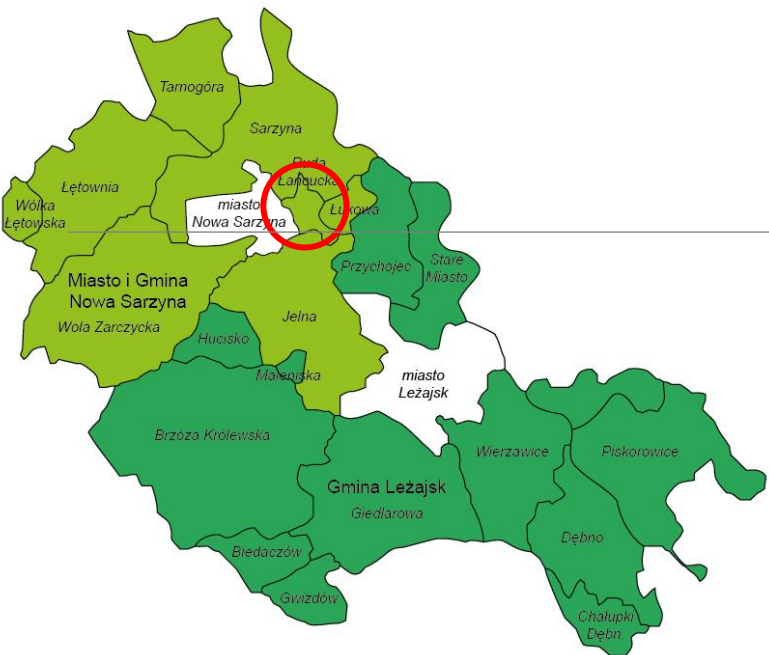 Tarnogóra
Sarzyna
Ruda
Łańcucka
Łętownia
Wólka
Łętowska
miasto
Nowa Sarzyna
Łukowa
Przychojec
Stare
Miasto
Miasto i Gmina
Nowa Sarzyna
Wola Zarczycka
Jelna
Hucisko
Maleniska
miasto
Leżajsk
Brzóza Królewska
Wierzawice
Piskorowice
Gmina Leżajsk
Giedlarowa
Dębno
Biedaczów
Gwizdów
Chałupki
Dębn.